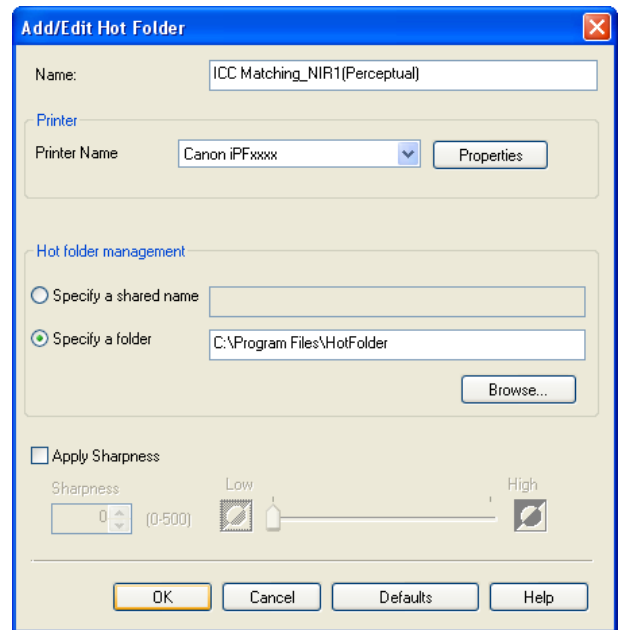 Add/Edit Hot Folder
Name: ICC Matching_NIR1(Perceptual)
Printer
Printer Name Canon iPFxxxx Properties
Hot folder management
Specify a shared name
Specify a folder C:\Program Files\HotFolder
Browse...
Apply Sharpness
Sharpness Low High
0 (0-500)
OK Cancel Defaults Help